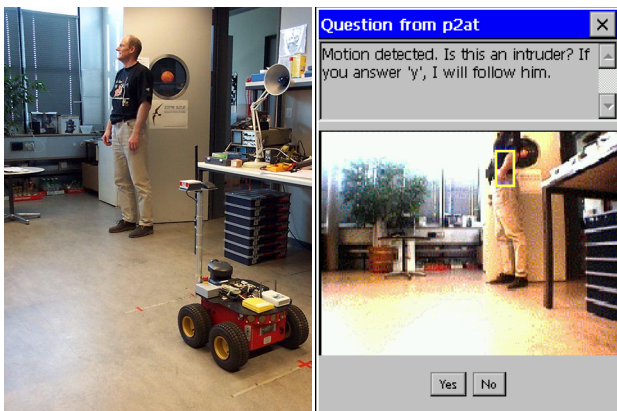 Question from p2at
Motion detected. Is this an intruder? If
you answer 'y', I will follow him.
Yes
No